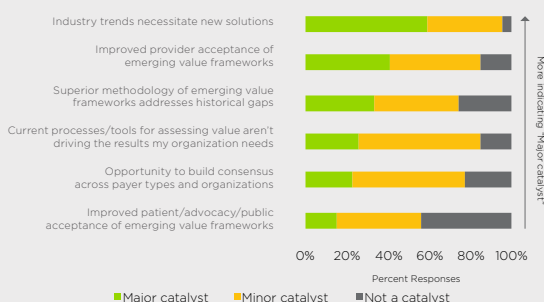 Industry trends necessitate new solutions
Improved provider acceptance of
emerging value frameworks
Superior methodology of emerging value
frameworks addresses historical gaps
Current processes/tools for assessing value aren't
driving the results my organization needs
Opportunity to build consensus
across payer types and organizations
Improved patient/advocacy/public
acceptance of emerging value frameworks
More indicating "Major catalyst"
0% 20% 40% 60% 80% 100%
Percent Responses
Major catalyst Minor catalyst Not a catalyst